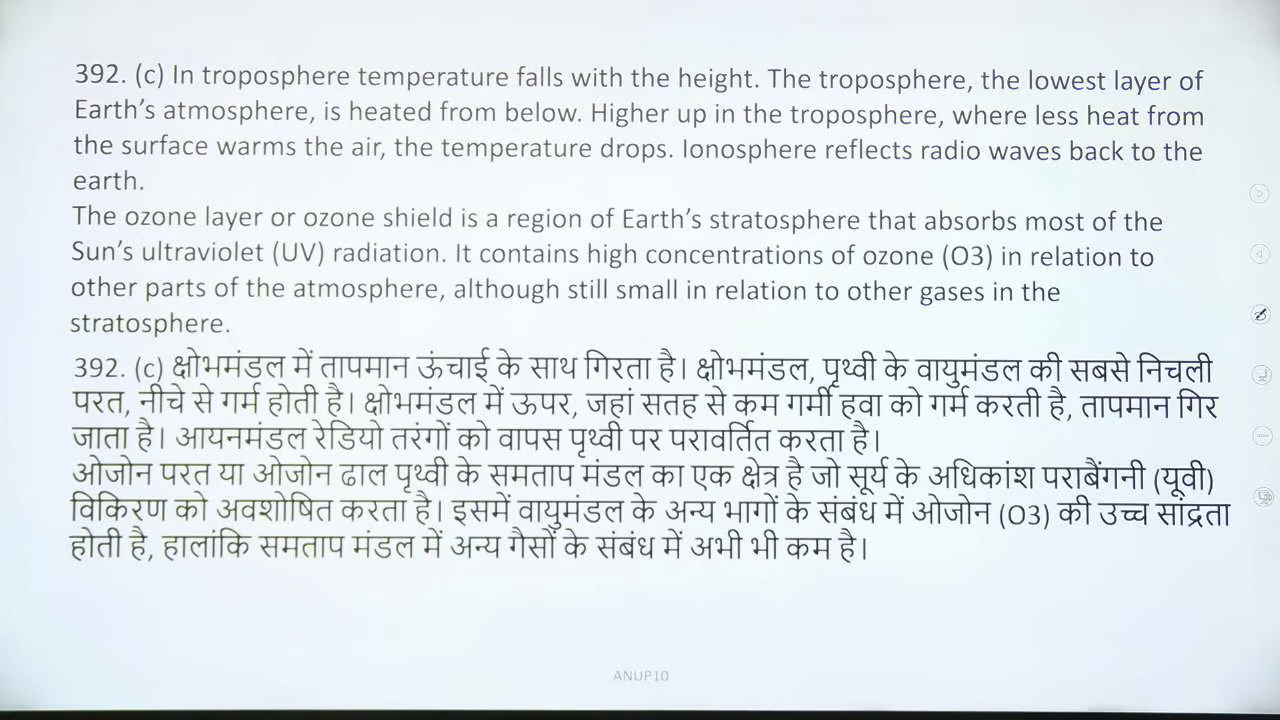 392. (c) In troposphere temperature falls with the height. The troposphere, the lowest layer of
Earth’s atmosphere, is heated from below. Higher up in the troposphere, where less heat from
the surface warms the air, the temperature drops. Ionosphere reflects radio waves back to the
earth.
The ozone layer or ozone shield is a region of Earth’s stratosphere that absorbs most of the
Sun’s ultraviolet (UV) radiation. It contains high concentrations of ozone (O3) in relation to
other parts of the atmosphere, although still small in relation to other gases in the
stratosphere.
392. (c) क्षोभमंडल में तापमान ऊंचाई के साथ गिरता है। क्षोभमंडल, पृथ्वी के वायुमंडल की सबसे निचली
परत, नीचे से गर्म होती है। क्षोभमंडल में ऊपर, जहां सतह से कम गर्मी हवा को गर्म करती है, तापमान गिर
जाता है। आयनमंडल रेडियो तरंगों को वापस पृथ्वी पर परावर्तित करता है।
ओजोन परत या ओजोन ढाल पृथ्वी के समताप मंडल का एक क्षेत्र है जो सूर्य के अधिकांश पराबैंगनी (यूवी)
विकिरण को अवशोषित करता है। इसमें वायुमंडल के अन्य भागों के संबंध में ओजोन (O3) की उच्च सांद्रता
होती है, हालांकि समताप मंडल में अन्य गैसों के संबंध में अभी भी कम है।
ANUP10